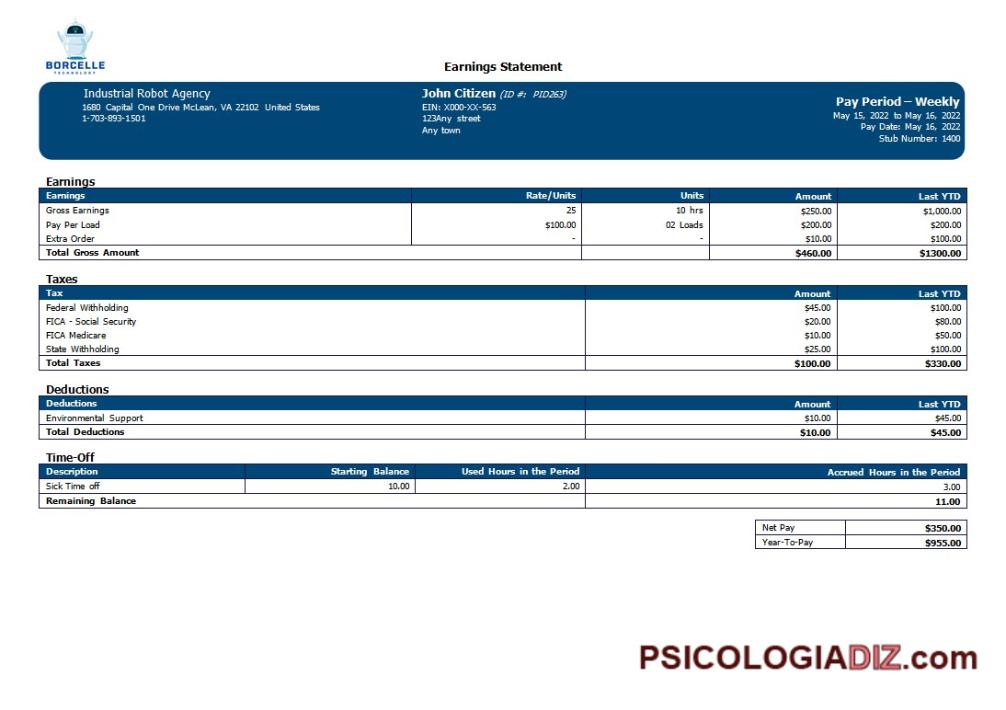 BORCELLE
TECHNOLOGY
Earnings Statement
Industrial Robot Agency
1680 Capital One Drive McLean, VA 22102 United States
1-703-893-1501
John Citizen (ID #: PID263)
EIN: X000-XX-563
123Any street
Any town
Pay Period – Weekly
May 15, 2022 to May 16, 2022
Pay Date: May 16, 2022
Stub Number: 1400
Earnings
Earnings Rate/Units Units Amount Last YTD
Gross Earnings 25 10 hrs $250.00 $1,000.00
Pay Per Load $100.00 02 Loads $200.00 $200.00
Extra Order - - $10.00 $100.00
Total Gross Amount $460.00 $1300.00
Taxes
Tax Amount Last YTD
Federal Withholding $45.00 $100.00
FICA - Social Security $20.00 $80.00
FICA Medicare $10.00 $50.00
State Withholding $25.00 $100.00
Total Taxes $100.00 $330.00
Deductions
Deductions Amount Last YTD
Environmental Support $10.00 $45.00
Total Deductions $10.00 $45.00
Time-Off
Description Starting Balance Used Hours in the Period Accrued Hours in the Period
Sick Time off 10.00 2.00 3.00
Remaining Balance 11.00
Net Pay $350.00
Year-To-Pay $955.00
PSICOLOGIADIZ.com